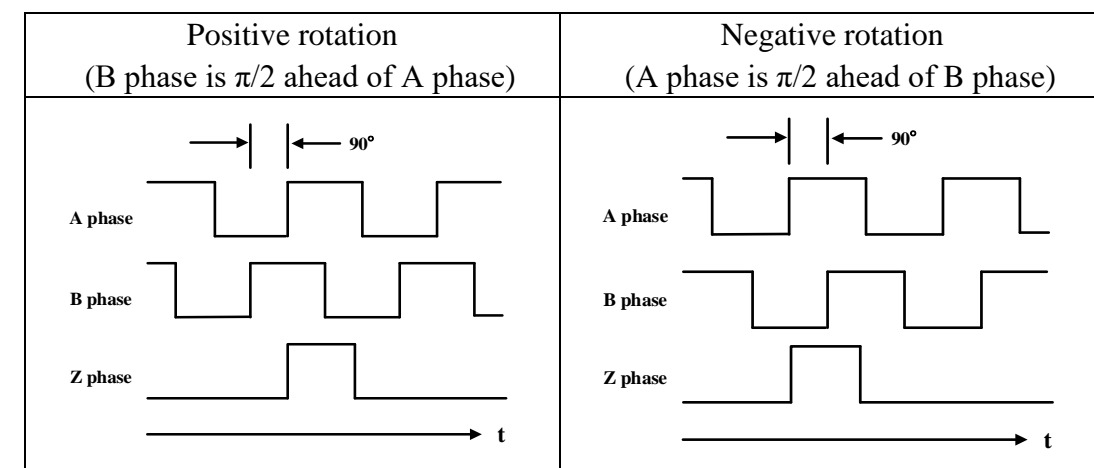 Positive rotation
(B phase is π/2 ahead of A phase)
Negative rotation
(A phase is π/2 ahead of B phase)
90°
A phase
B phase
Z phase
t
90°
A phase
B phase
Z phase
t